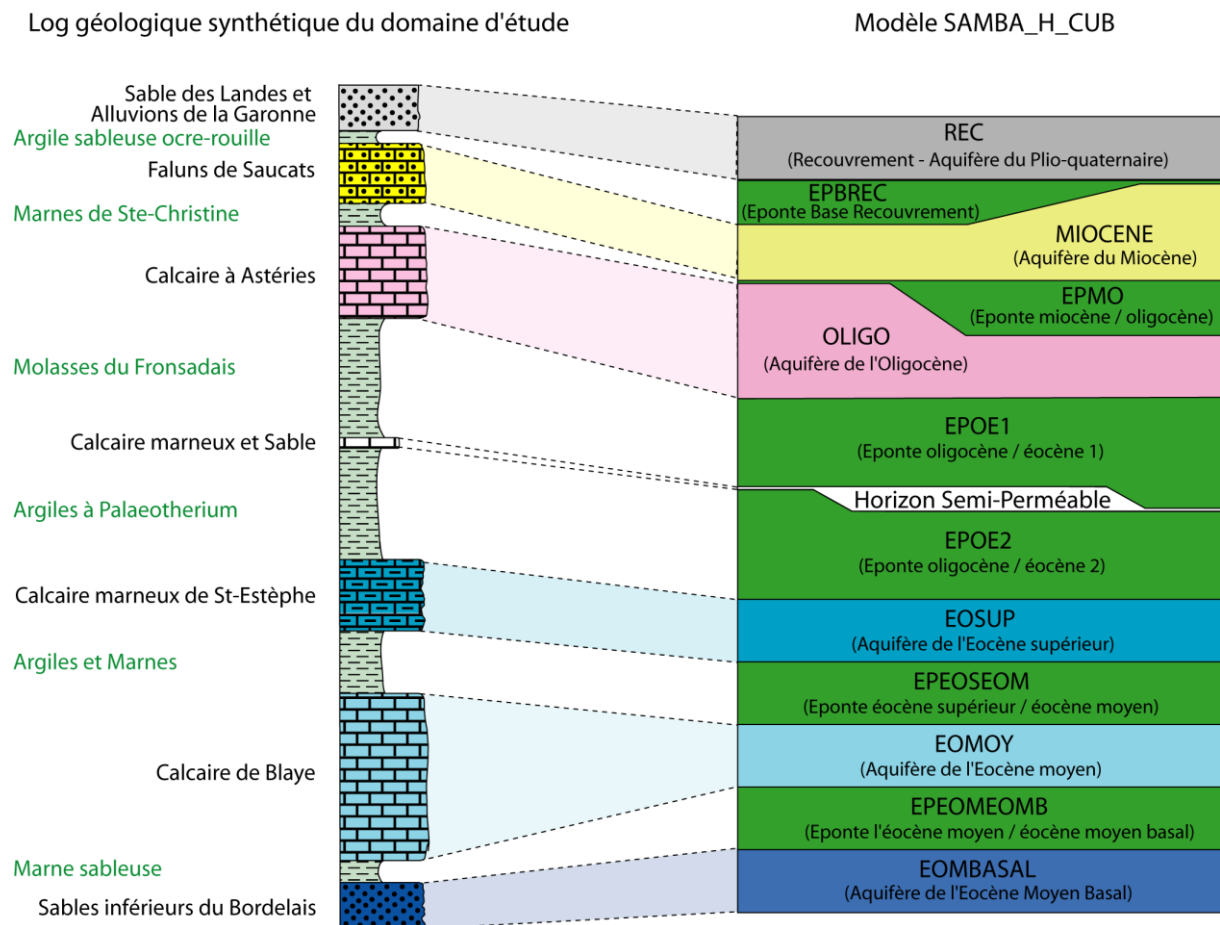 Log géologique synthétique du domaine d'étude
Modèle SAMBA_H_CUB
Sable des Landes et
Alluvions de la Garonne
Argile sableuse ocre-rouille
Faluns de Saucats
Marnes de Ste-Christine
Calcaire à Astéries
Molasses du Fronsadais
Calcaire marneux et Sable
Argiles à Palaeotherium
Calcaire marneux de St-Estèphe
Argiles et Marnes
Calcaire de Blaye
Marne sableuse
Sables inférieurs du Bordelais
REC
(Recouvrement - Aquifère du Plio-quaternaire)
EPBREC
(Eponte Base Recouvrement)
MIOCENE
(Aquifère du Miocène)
EPMO
(Eponte miocène / oligocène)
OLIGO
(Aquifère de l'Oligocène)
EPOE1
(Eponte oligocène / éocène 1)
Horizon Semi-Perméable
EPOE2
(Eponte oligocène / éocène 2)
EOSUP
(Aquifère de l'Eocène supérieur)
EPEOSEOM
(Eponte éocène supérieur / éocène moyen)
EOMOY
(Aquifère de l'Eocène moyen)
EPEOMEOMB
(Eponte l'éocène moyen / éocène moyen basal)
EOMBASAL
(Aquifère de l'Eocène Moyen Basal)